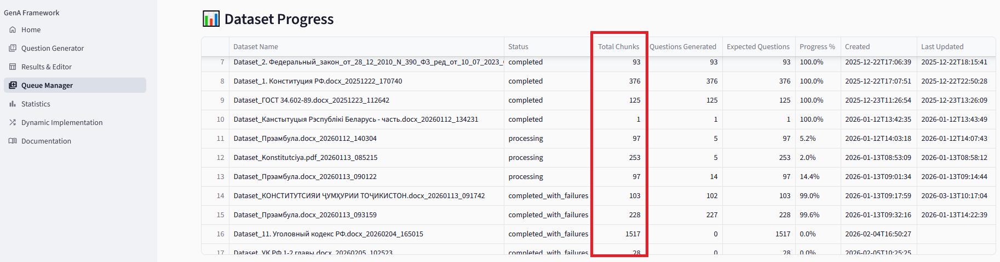 GenA Framework
Home
Question Generator
Results & Editor
Queue Manager
Statistics
Dynamic Implementation
Documentation
Dataset Progress
Dataset Name Status Total Chunks Questions Generated Expected Questions Progress % Created Last Updated
7 Dataset_2. Федеральный_закон_от_28_12_2010_N_390_ФЗ_ред_от_10_07_2023_ completed 93 93 93 100.0% 2025-12-22T17:06:39 2025-12-22T18:15:41
8 Dataset_1. Конституция РФ.docx_20251222_170740 completed 376 376 376 100.0% 2025-12-22T17:07:51 2025-12-22T22:50:28
9 Dataset_ГОСТ 34.602-89.docx_20251223_112642 completed 125 125 125 100.0% 2025-12-23T11:26:54 2025-12-23T13:26:09
10 Dataset_Канстытуцыя Рэспублікі Беларусь - часть.docx_20260112_134231 completed 1 1 1 100.0% 2026-01-12T13:42:35 2026-01-12T13:43:49
11 Dataset_Прэамбула.docx_20260112_140304 processing 97 5 97 5.2% 2026-01-12T14:03:18 2026-01-12T14:07:43
12 Dataset_Konstitutciya.pdf_20260113_085215 processing 253 5 253 2.0% 2026-01-13T08:53:09 2026-01-13T08:58:12
13 Dataset_Прэамбула.docx_20260113_090122 processing 97 14 97 14.4% 2026-01-13T09:01:34 2026-01-13T09:14:44
14 Dataset_КОНСТИТУТСИЯИ ҶУМҲУРИИ ТОҶИКИСТОН.docx_20260113_091742 completed_with_failures 103 102 103 99.0% 2026-01-13T09:17:59 2026-03-13T10:17:04
15 Dataset_Прэамбула.docx_20260113_093159 completed_with_failures 228 227 228 99.6% 2026-01-13T09:32:16 2026-01-13T14:22:39
16 Dataset_11. Уголовный кодекс РФ.docx_20260204_165015 completed_with_failures 1517 0 1517 0.0% 2026-02-04T16:50:27
17 Dataset_УК РФ 1-2 главы.docx_20260205_102523 completed_with_failures 28 0 28 0.0% 2026-02-05T10:25:25